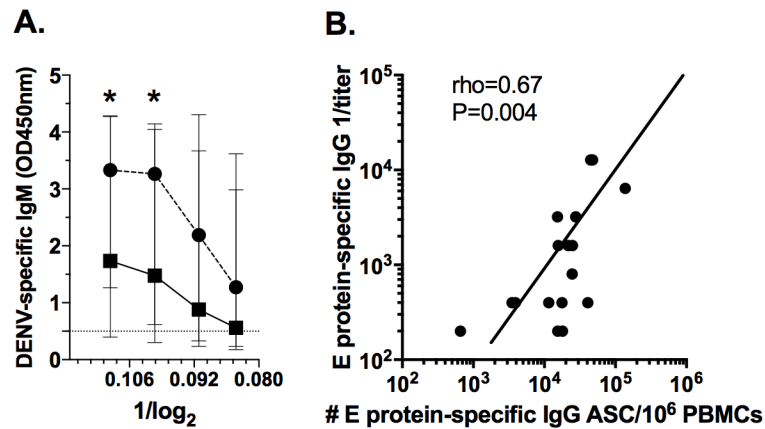 A.
DENV-specific IgM (OD450nm)
5
4
3
2
1
0
* *
0.106 0.092 0.080
1/log2
B.
E protein-specific IgG 1/titer
10^5
10^4
10^3
10^2
rho=0.67
P=0.004
10^2 10^3 10^4 10^5 10^6
# E protein-specific IgG ASC/10^6 PBMCs